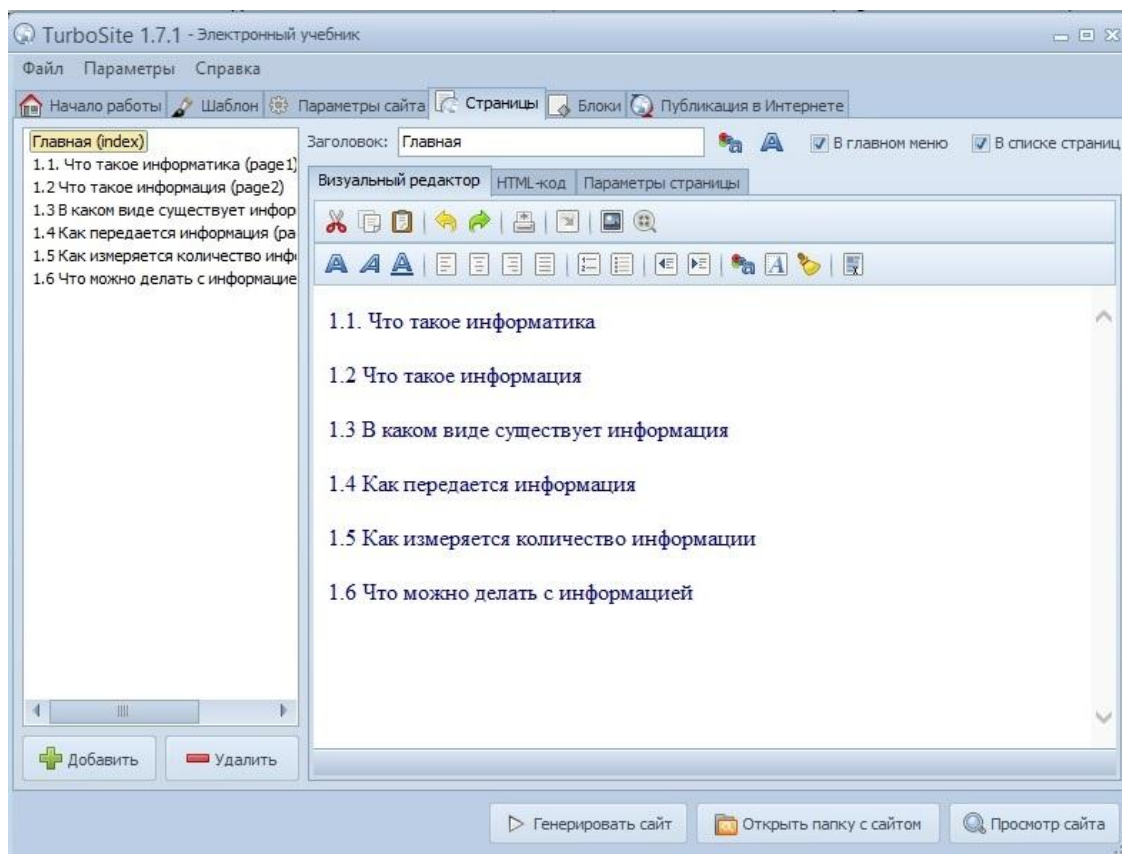 TurboSite 1.7.1 - Электронный учебник
Файл Параметры Справка
Начало работы Шаблон Параметры сайта Страницы Блоки Публикация в Интернете
Главная (index)
1.1. Что такое информатика (page1)
1.2 Что такое информация (page2)
1.3 В каком виде существует инфор
1.4 Как передается информация (pa
1.5 Как измеряется количество инф
1.6 Что можно делать с информацие
Добавить Удалить
Заголовок: Главная В главном меню В списке страниц
Визуальный редактор HTML-код Параметры страницы
1.1. Что такое информатика
1.2 Что такое информация
1.3 В каком виде существует информация
1.4 Как передается информация
1.5 Как измеряется количество информации
1.6 Что можно делать с информацией
Генерировать сайт Открыть папку с сайтом Просмотр сайта